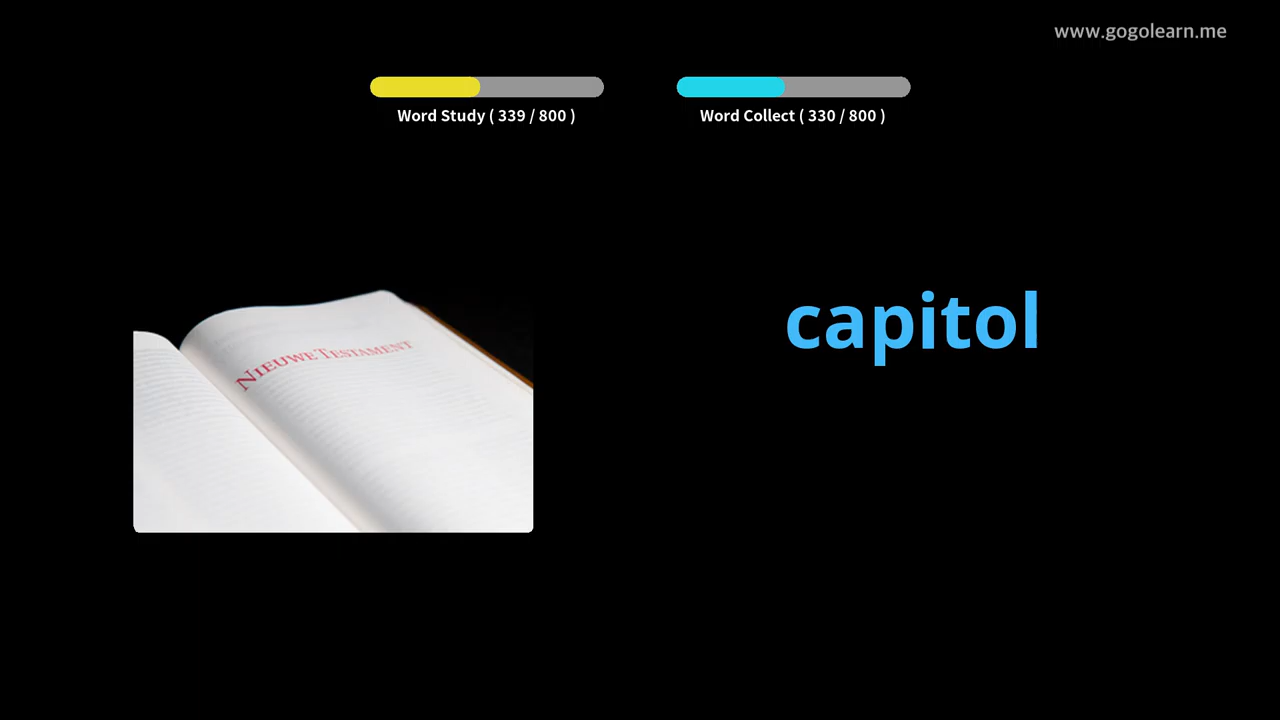 www.gogolearn.me
Word Study ( 339 / 800 )
Word Collect ( 330 / 800 )
capitol
NIEUWE TESTAMENT